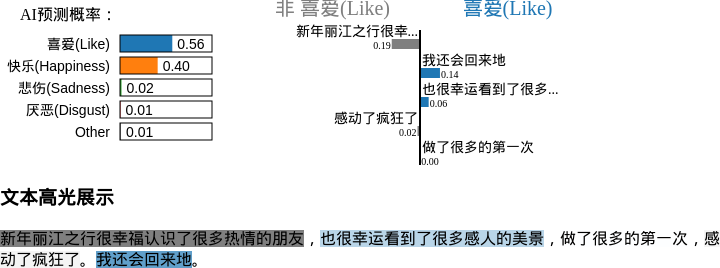 AI预测概率：
喜爱(Like) 0.56
快乐(Happiness) 0.40
悲伤(Sadness) 0.02
厌恶(Disgust) 0.01
Other 0.01
非 喜爱(Like) 喜爱(Like)
新年丽江之行很幸...
0.19
我还会回来地
0.14
也很幸运看到了很多...
0.06
感动了疯狂了
0.02
做了很多的第一次
0.00
文本高光展示
新年丽江之行很幸福认识了很多热情的朋友，也很幸运看到了很多感人的美景，做了很多的第一次，感
动了疯狂了。我还会回来地。